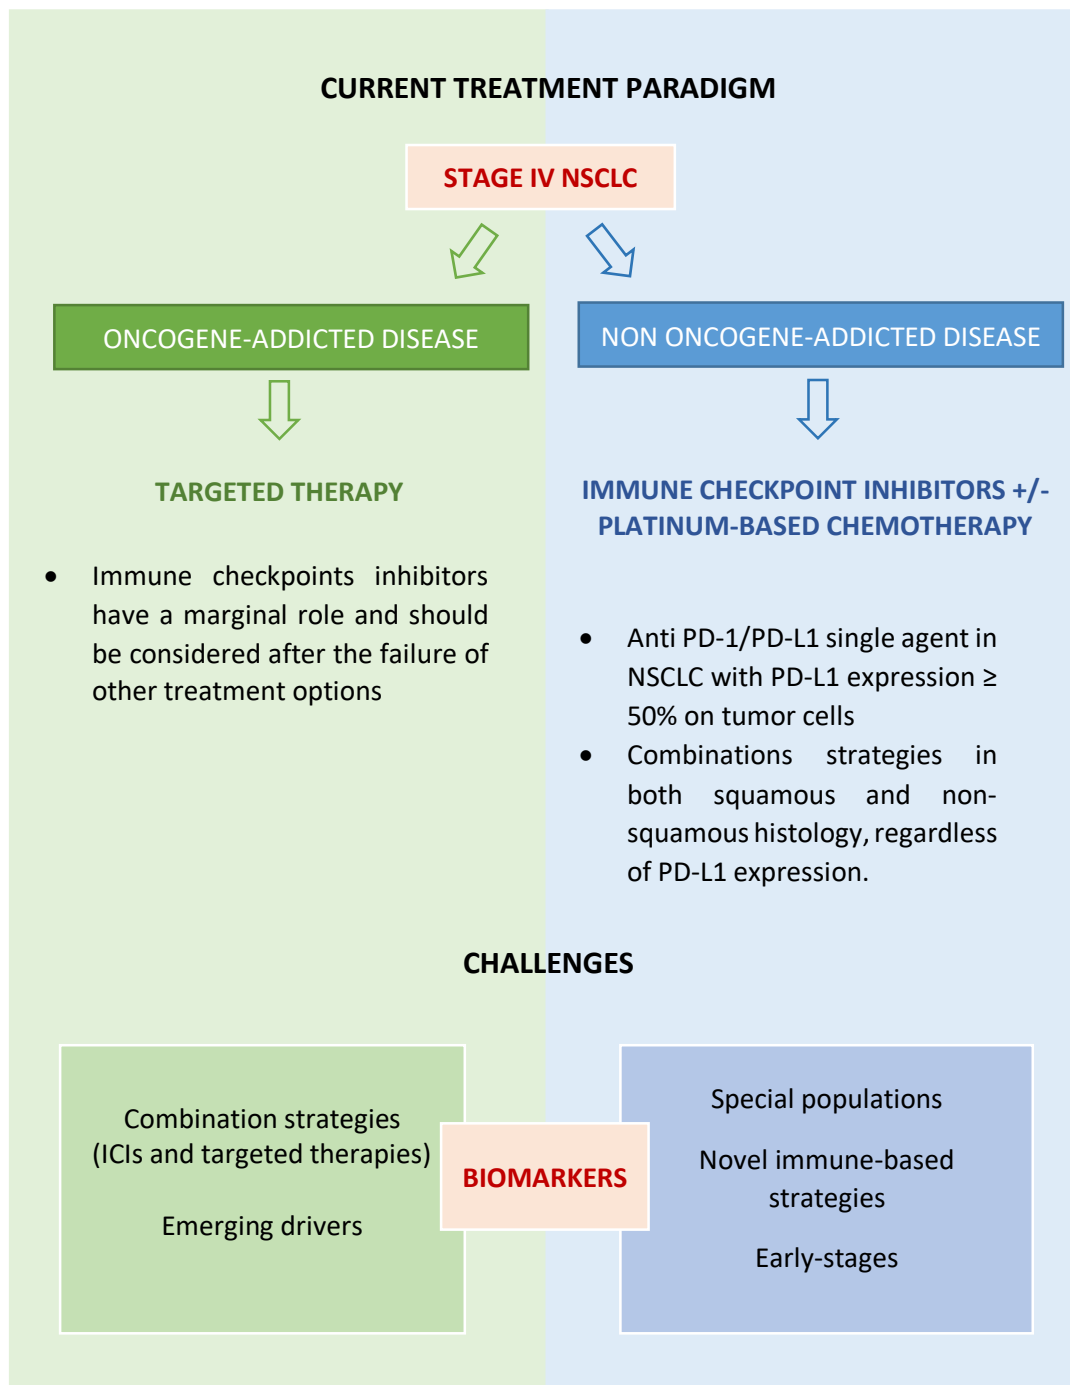 CURRENT TREATMENT PARADIGM
STAGE IV NSCLC
ONCOGENE-ADDICTED DISEASE
TARGETED THERAPY
• Immune checkpoints inhibitors
have a marginal role and should
be considered after the failure of
other treatment options
NON ONCOGENE-ADDICTED DISEASE
IMMUNE CHECKPOINT INHIBITORS +/-
PLATINUM-BASED CHEMOTHERAPY
• Anti PD-1/PD-L1 single agent in
NSCLC with PD-L1 expression ≥
50% on tumor cells
• Combinations strategies in
both squamous and non-
squamous histology, regardless
of PD-L1 expression.
CHALLENGES
Combination strategies
(ICIs and targeted therapies)
Emerging drivers
BIOMARKERS
Special populations
Novel immune-based
strategies
Early-stages